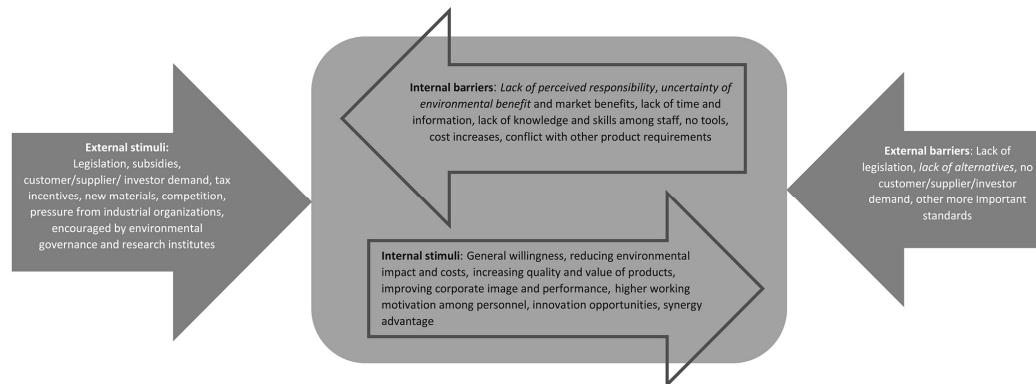 External stimuli:
Legislation, subsidies,
customer/supplier/ investor demand, tax
incentives, new materials, competition,
pressure from industrial organizations,
encouraged by environmental
governance and research institutes
Internal barriers: Lack of perceived responsibility, uncertainty of
environmental benefit and market benefits, lack of time and
information, lack of knowledge and skills among staff, no tools,
cost increases, conflict with other product requirements
Internal stimuli: General willingness, reducing environmental
impact and costs, increasing quality and value of products,
improving corporate image and performance, higher working
motivation among personnel, innovation opportunities, synergy
advantage
External barriers: Lack of
legislation, lack of alternatives, no
customer/supplier/investor
demand, other more Important
standards